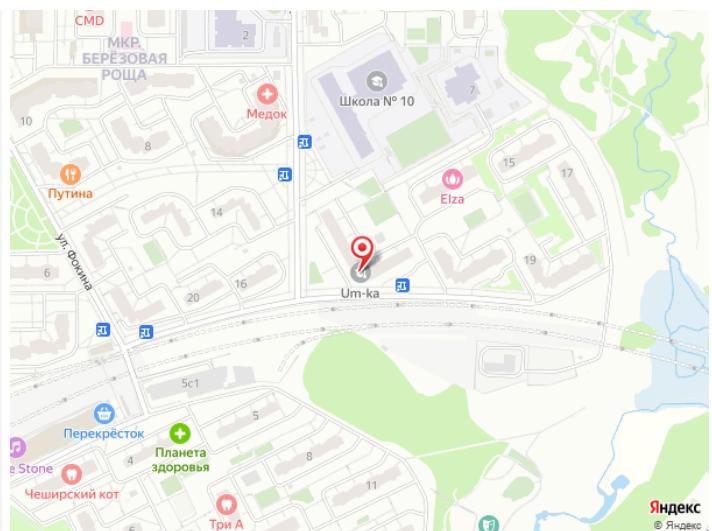 CMD
2
МКР.
БЕРЁЗОВАЯ
РОЩА
Школа № 10
7
Медок
10
8
15
17
Путина
Elza
14
ул. Фокина
6
16
20
19
Um-ka
5с1
Перекрёсток
5
Планета
здоровья
4
8
e Stone
Чеширский кот
11
Три А
Яндекс
© Яндекс